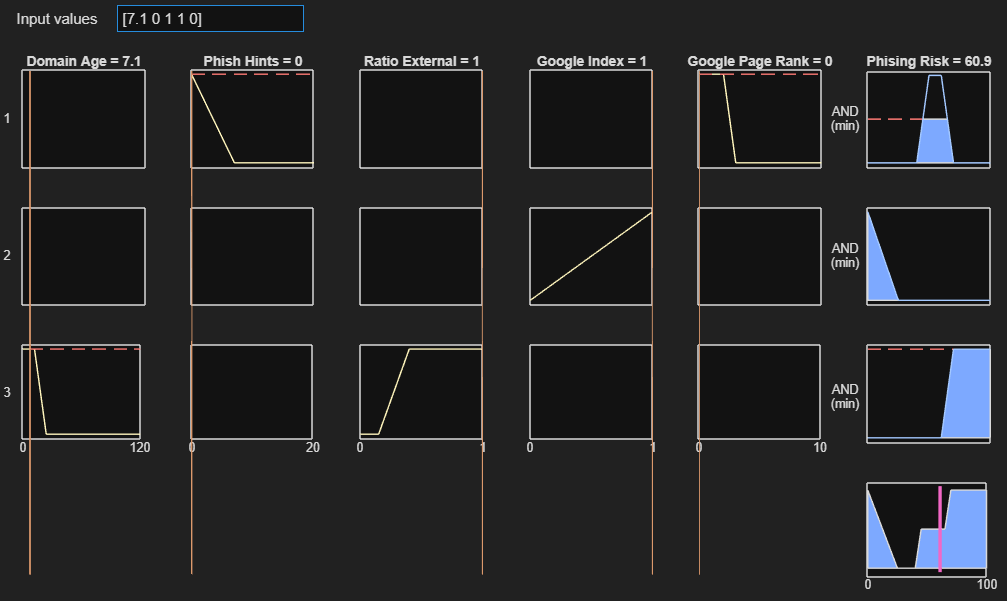 Input values [7.1 0 1 1 0]
Domain Age = 7.1 Phish Hints = 0 Ratio External = 1 Google Index = 1 Google Page Rank = 0 Phising Risk = 60.9
1 AND
(min)
2 AND
(min)
3 AND
(min)
0 120 0 20 0 1 0 1 0 10
0 100